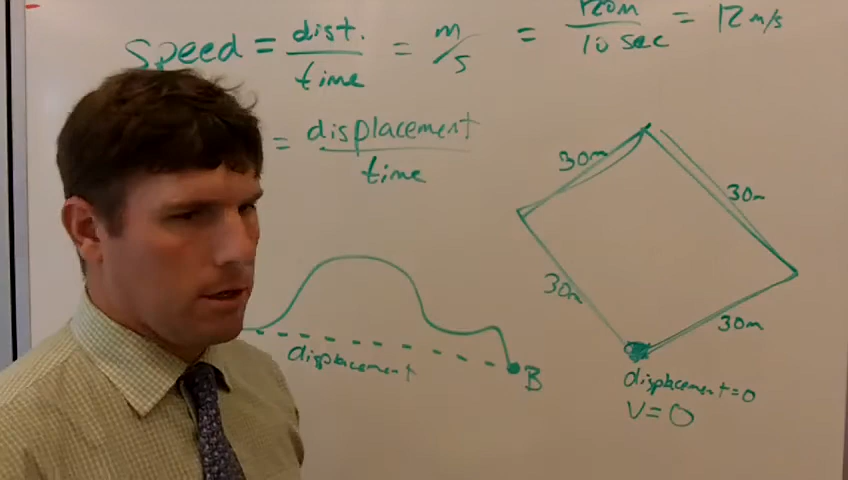 Speed = dist. / time = m/s = 120m / 10 sec = 12 m/s
= displacement / time
30m
30m
30m
30m
displacement
B
displacement = 0
V = 0